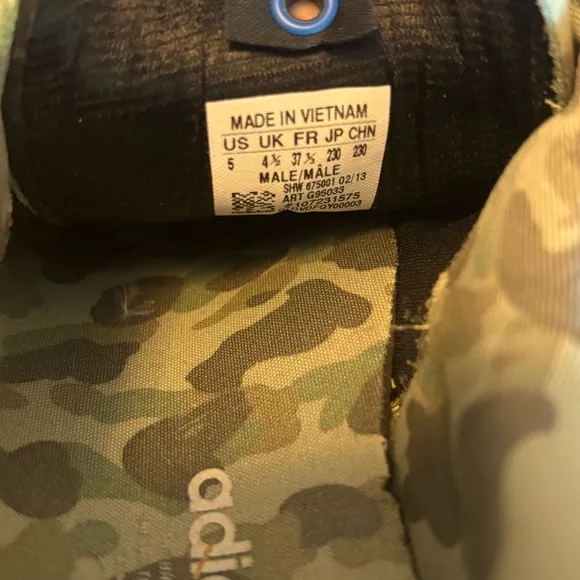 MADE IN VIETNAM
US UK FR JP CHN
5 4½ 37⅓ 230 230
MALE/MÂLE
SHW 675001 02/13
ART G95033
adi